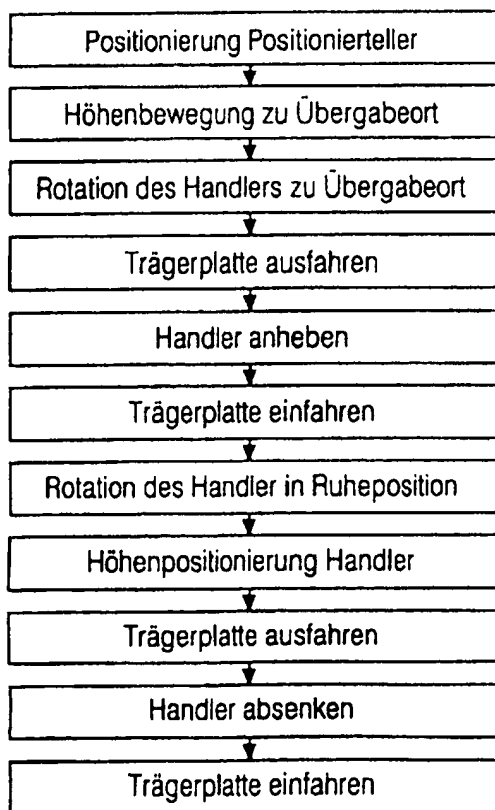 Positionierung Positionierteller
Höhenbewegung zu Übergabeort
Rotation des Handlers zu Übergabeort
Trägerplatte ausfahren
Handler anheben
Trägerplatte einfahren
Rotation des Handler in Ruheposition
Höhenpositionierung Handler
Trägerplatte ausfahren
Handler absenken
Trägerplatte einfahren